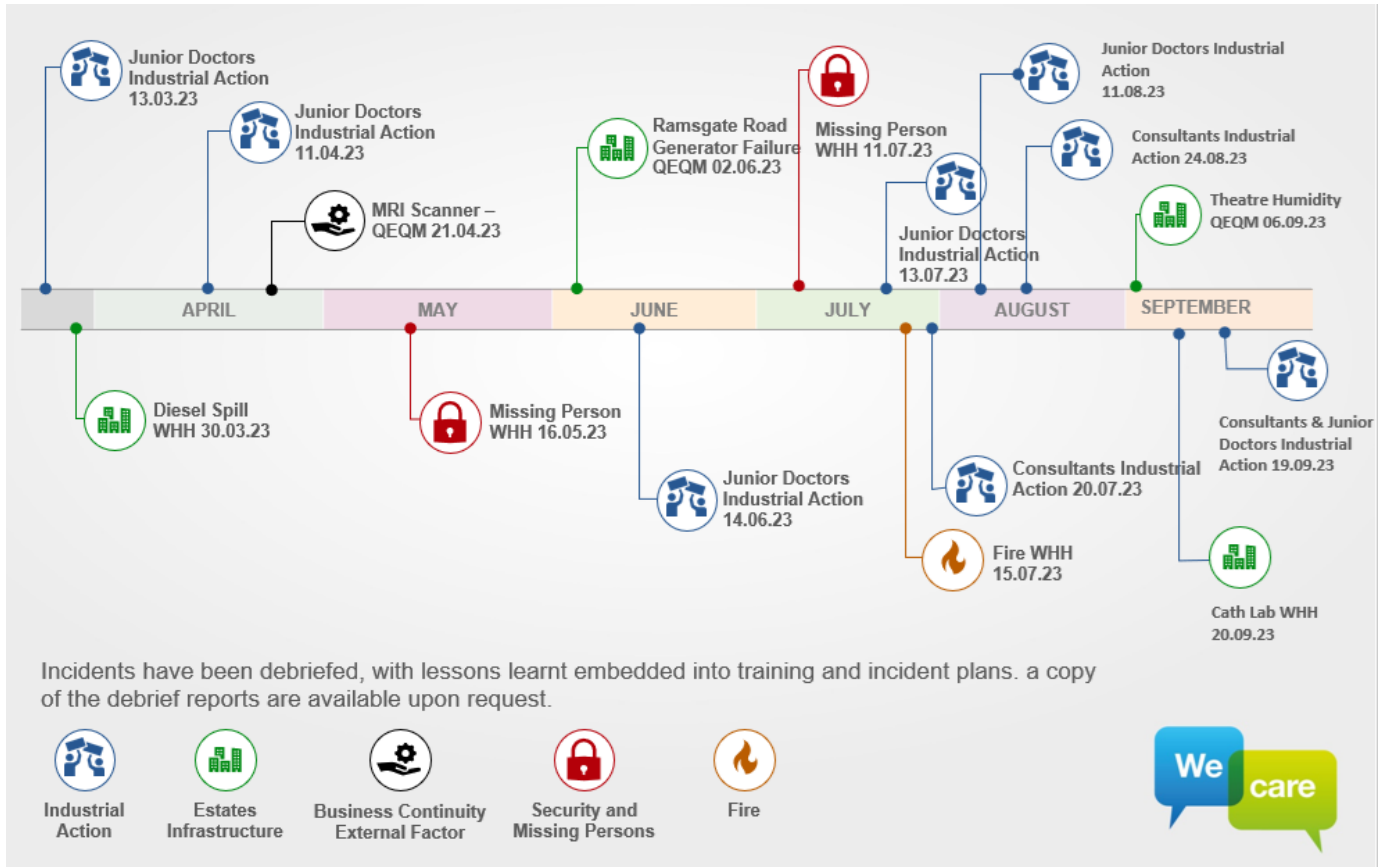 Junior Doctors
Industrial Action
13.03.23
Junior Doctors
Industrial Action
11.04.23
MRI Scanner –
QEQM 21.04.23
Ramsgate Road
Generator Failure
QEQM 02.06.23
Missing Person
WHH 11.07.23
Junior Doctors
Industrial Action
13.07.23
Junior Doctors Industrial
Action
11.08.23
Consultants Industrial
Action 24.08.23
Theatre Humidity
QEQM 06.09.23
APRIL
MAY
JUNE
JULY
AUGUST
SEPTEMBER
Diesel Spill
WHH 30.03.23
Missing Person
WHH 16.05.23
Junior Doctors
Industrial Action
14.06.23
Consultants Industrial
Action 20.07.23
Fire WHH
15.07.23
Consultants & Junior
Doctors Industrial
Action 19.09.23
Cath Lab WHH
20.09.23
Incidents have been debriefed, with lessons learnt embedded into training and incident plans. a copy
of the debrief reports are available upon request.
Industrial
Action
Estates
Infrastructure
Business Continuity
External Factor
Security and
Missing Persons
Fire
We
care